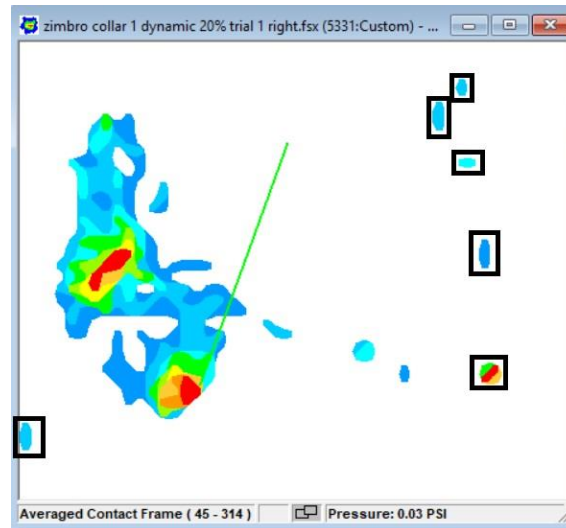 zimbro collar 1 dynamic 20% trial 1 right.fsx (5331:Custom) - ...
Averaged Contact Frame ( 45 - 314 ) Pressure: 0.03 PSI